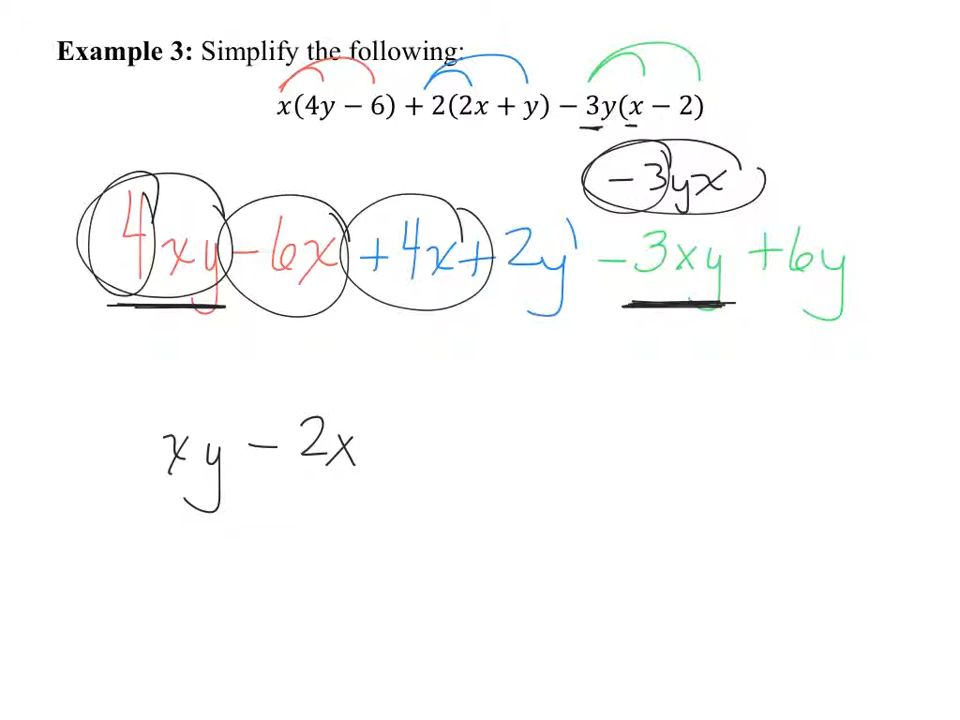 Example 3: Simplify the following:
x(4y − 6) + 2(2x + y) − 3y(x − 2)
−3yx
4xy − 6x + 4x + 2y − 3xy + 6y
xy − 2x